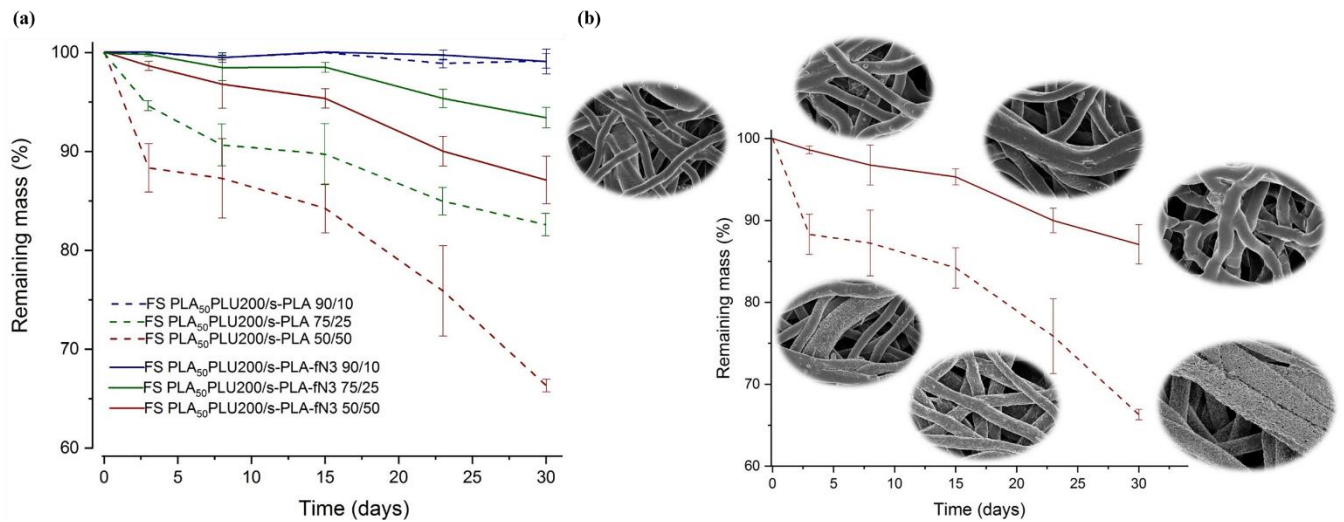 (a)
(b)
Remaining mass (%)
100
90
80
70
60
FS PLA₅₀PLU200/s-PLA 90/10
FS PLA₅₀PLU200/s-PLA 75/25
FS PLA₅₀PLU200/s-PLA 50/50
FS PLA₅₀PLU200/s-PLA-fN3 90/10
FS PLA₅₀PLU200/s-PLA-fN3 75/25
FS PLA₅₀PLU200/s-PLA-fN3 50/50
0 5 10 15 20 25 30
Time (days)
Remaining mass (%)
100
90
80
70
60
0 5 10 15 20 25 30
Time (days)